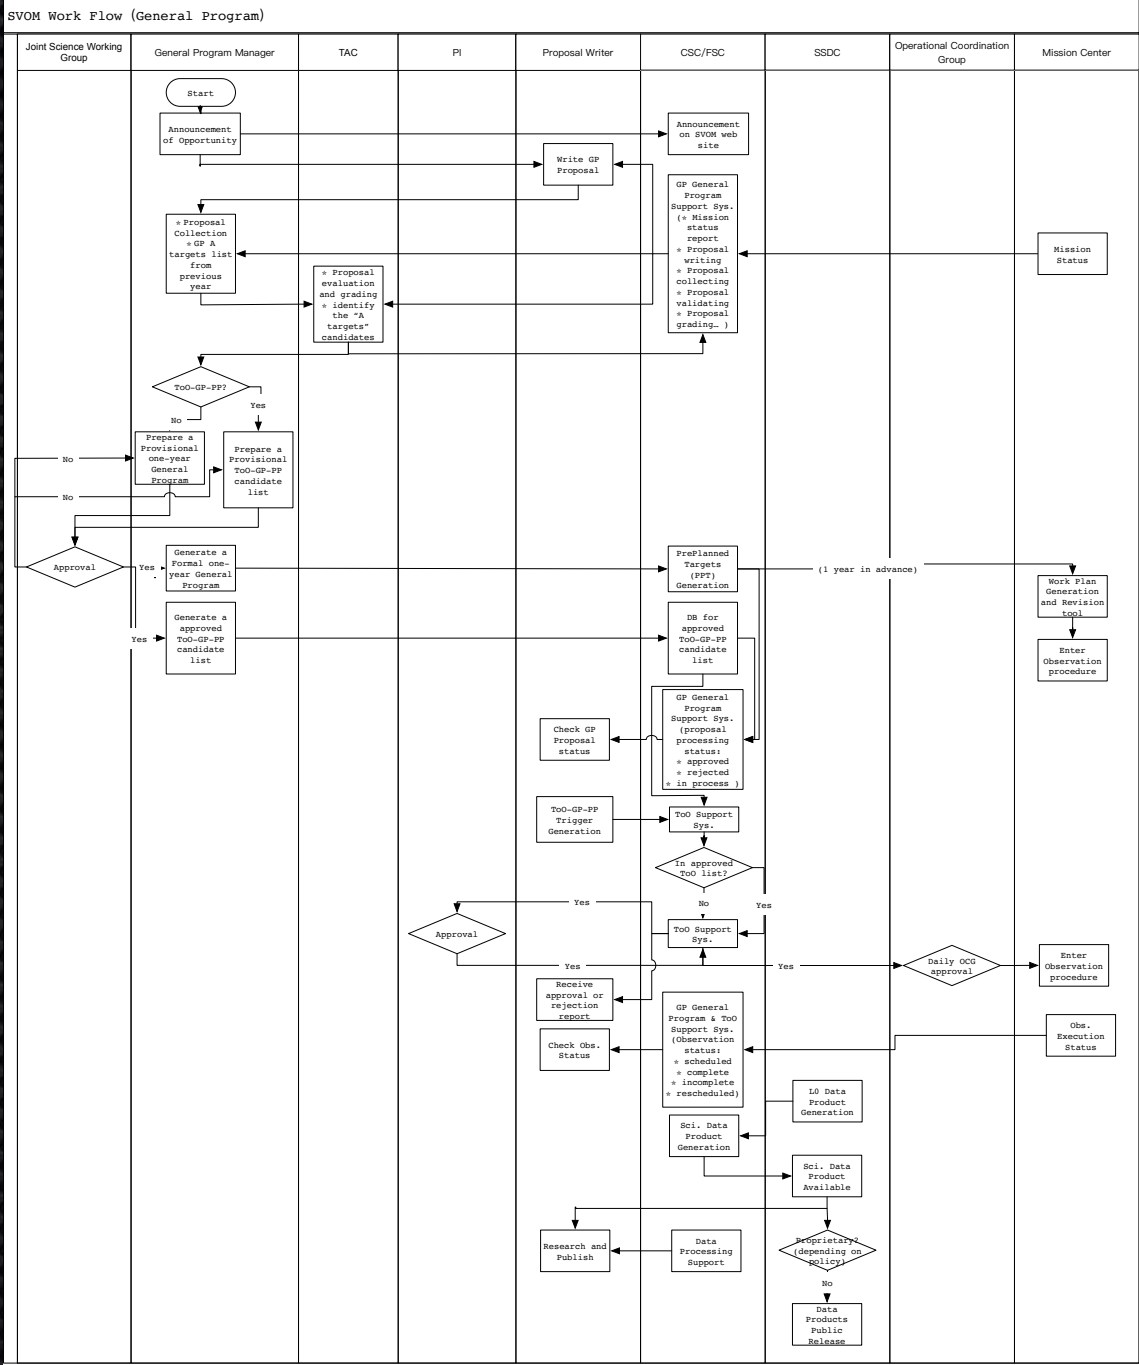 SVOM Work Flow (General Program)
Joint Science Working
Group
General Program Manager
TAC
PI
Proposal Writer
CSC/FSC
SSDC
Operational Coordination
Group
Mission Center
Start
Announcement
of Opportunity
Announcement
on SVOM web
site
Write GP
Proposal
* Proposal
Collection
* GP A
targets list
from
previous
year
GP General
Program
Support Sys.
(* Mission
status
report
* Proposal
writing
* Proposal
collecting
* Proposal
validating
* Proposal
grading… )
Mission
Status
* Proposal
evaluation
and grading
* identify
the “A
targets”
candidates
ToO-GP-PP?
Yes
No
Prepare a
Provisional
one-year
General
Program
Prepare a
Provisional
ToO-GP-PP
candidate
list
No
No
Approval
Yes
Generate a
Formal one-
year General
Program
PrePlanned
Targets
(PPT)
Generation
(1 year in advance)
Work Plan
Generation
and Revision
tool
Yes
Generate a
approved
ToO-GP-PP
candidate
list
DB for
approved
ToO-GP-PP
candidate
list
Enter
Observation
procedure
Check GP
Proposal
status
GP General
Program
Support Sys.
(proposal
processing
status:
* approved
* rejected
* in process )
ToO-GP-PP
Trigger
Generation
ToO Support
Sys.
In approved
ToO list?
No
Yes
Yes
Approval
ToO Support
Sys.
Yes
Yes
Daily OCG
approval
Enter
Observation
procedure
Receive
approval or
rejection
report
Check Obs.
Status
GP General
Program & ToO
Support Sys.
(Observation
status:
* scheduled
* complete
* incomplete
* rescheduled)
Obs.
Execution
Status
L0 Data
Product
Generation
Sci. Data
Product
Generation
Sci. Data
Product
Available
Research and
Publish
Data
Processing
Support
Proprietary?
(depending on
policy)
No
Data
Products
Public
Release